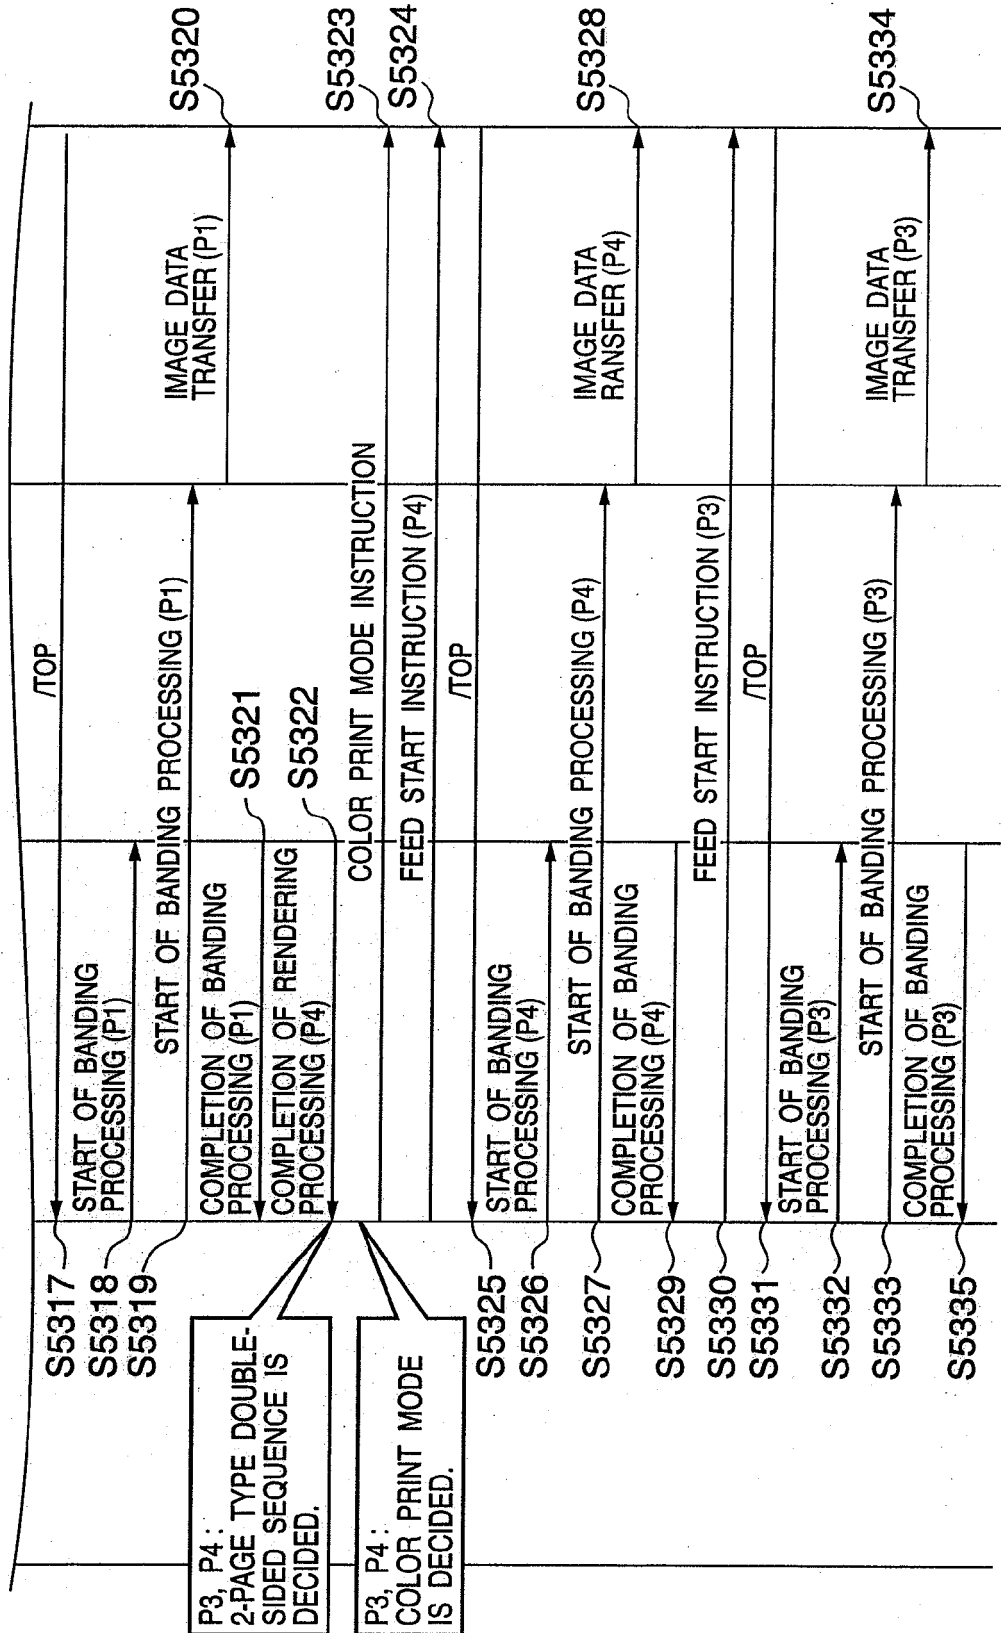 /TOP
S5317
START OF BANDING
PROCESSING (P1)
S5318
START OF BANDING PROCESSING (P1)
S5319
IMAGE DATA
TRANSFER (P1)
S5320
COMPLETION OF BANDING
PROCESSING (P1)
S5321
COMPLETION OF RENDERING
PROCESSING (P4)
S5322
P3, P4 :
2-PAGE TYPE DOUBLE-
SIDED SEQUENCE IS
DECIDED.
P3, P4 :
COLOR PRINT MODE
IS DECIDED.
COLOR PRINT MODE INSTRUCTION
S5323
FEED START INSTRUCTION (P4)
S5324
/TOP
S5325
START OF BANDING
PROCESSING (P4)
S5326
START OF BANDING PROCESSING (P4)
S5327
IMAGE DATA
RANSFER (P4)
S5328
COMPLETION OF BANDING
PROCESSING (P4)
S5329
FEED START INSTRUCTION (P3)
S5330
/TOP
S5331
START OF BANDING
PROCESSING (P3)
S5332
START OF BANDING PROCESSING (P3)
S5333
IMAGE DATA
TRANSFER (P3)
S5334
COMPLETION OF BANDING
PROCESSING (P3)
S5335